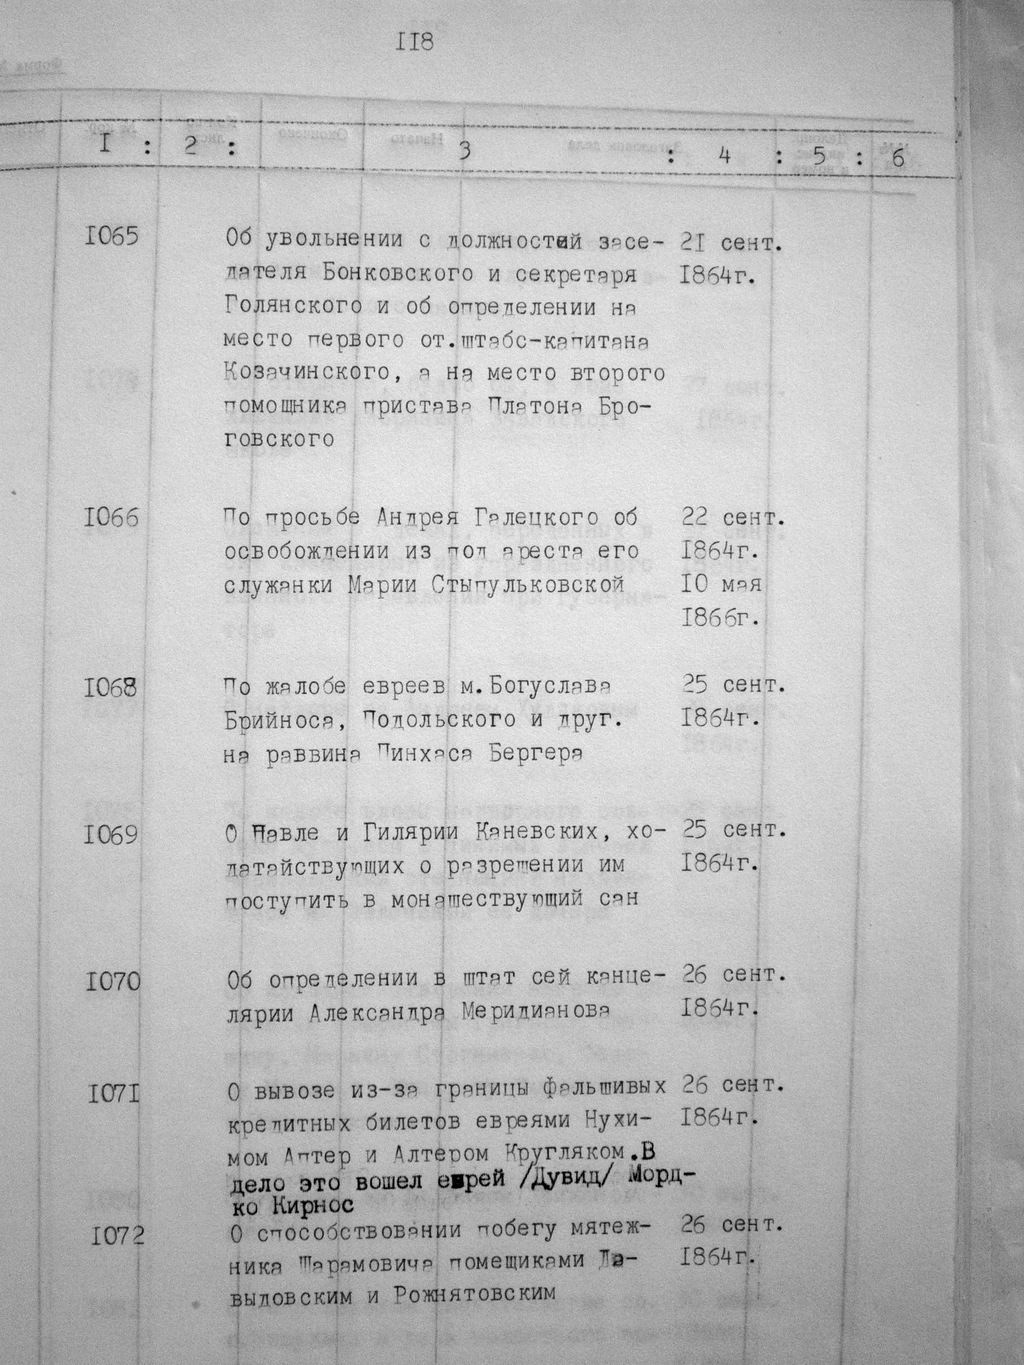 118
1 : 2 : 3 : 4 : 5 : 6
1065 Об увольнении с должностей засе- 21 сент.
дателя Бонковского и секретаря 1864г.
Голянского и об определении на
место первого от.штабс-капитана
Козачинского, а на место второго
помощника пристава Платона Бро-
говского
1066 По просьбе Андрея Галецкого об 22 сент.
освобождении из под ареста его 1864г.
служанки Марии Стыпульковской 10 мая
1866г.
1068 По жалобе евреев м.Богуслава 25 сент.
Брийноса, Подольского и друг. 1864г.
на раввина Пинхаса Бергера
1069 О Павле и Гилярии Каневских, хо- 25 сент.
датайствующих о разрешении им 1864г.
поступить в монашествующий сан
1070 Об определении в штат сей канце- 26 сент.
лярии Александра Меридианова 1864г.
1071 О вывозе из-за границы фальшивых 26 сент.
кредитных билетов евреями Нухи- 1864г.
мом Аптер и Алтером Кругляком.В
дело это вошел еврей /Дувид/ Морд-
ко Кирнос
1072 О способствовании побегу мятеж- 26 сент.
ника Шарамовича помещиками Да- 1864г.
выдовским и Рожнятовским